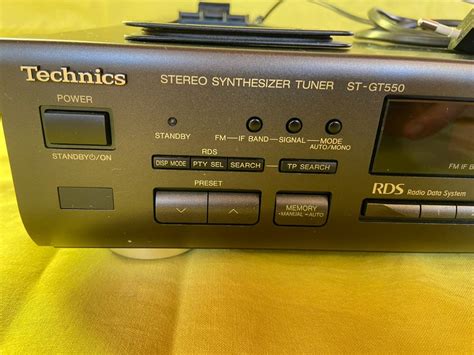 Technics
STEREO SYNTHESIZER TUNER ST-GT550
POWER
STANDBY⏻/ON
STANDBY
FM IF BAND SIGNAL MODE
AUTO/MONO
RDS
DISP MODE PTY SEL SEARCH TP SEARCH
PRESET
MEMORY
•MANUAL •AUTO
FM IF B
RDS Radio Data System